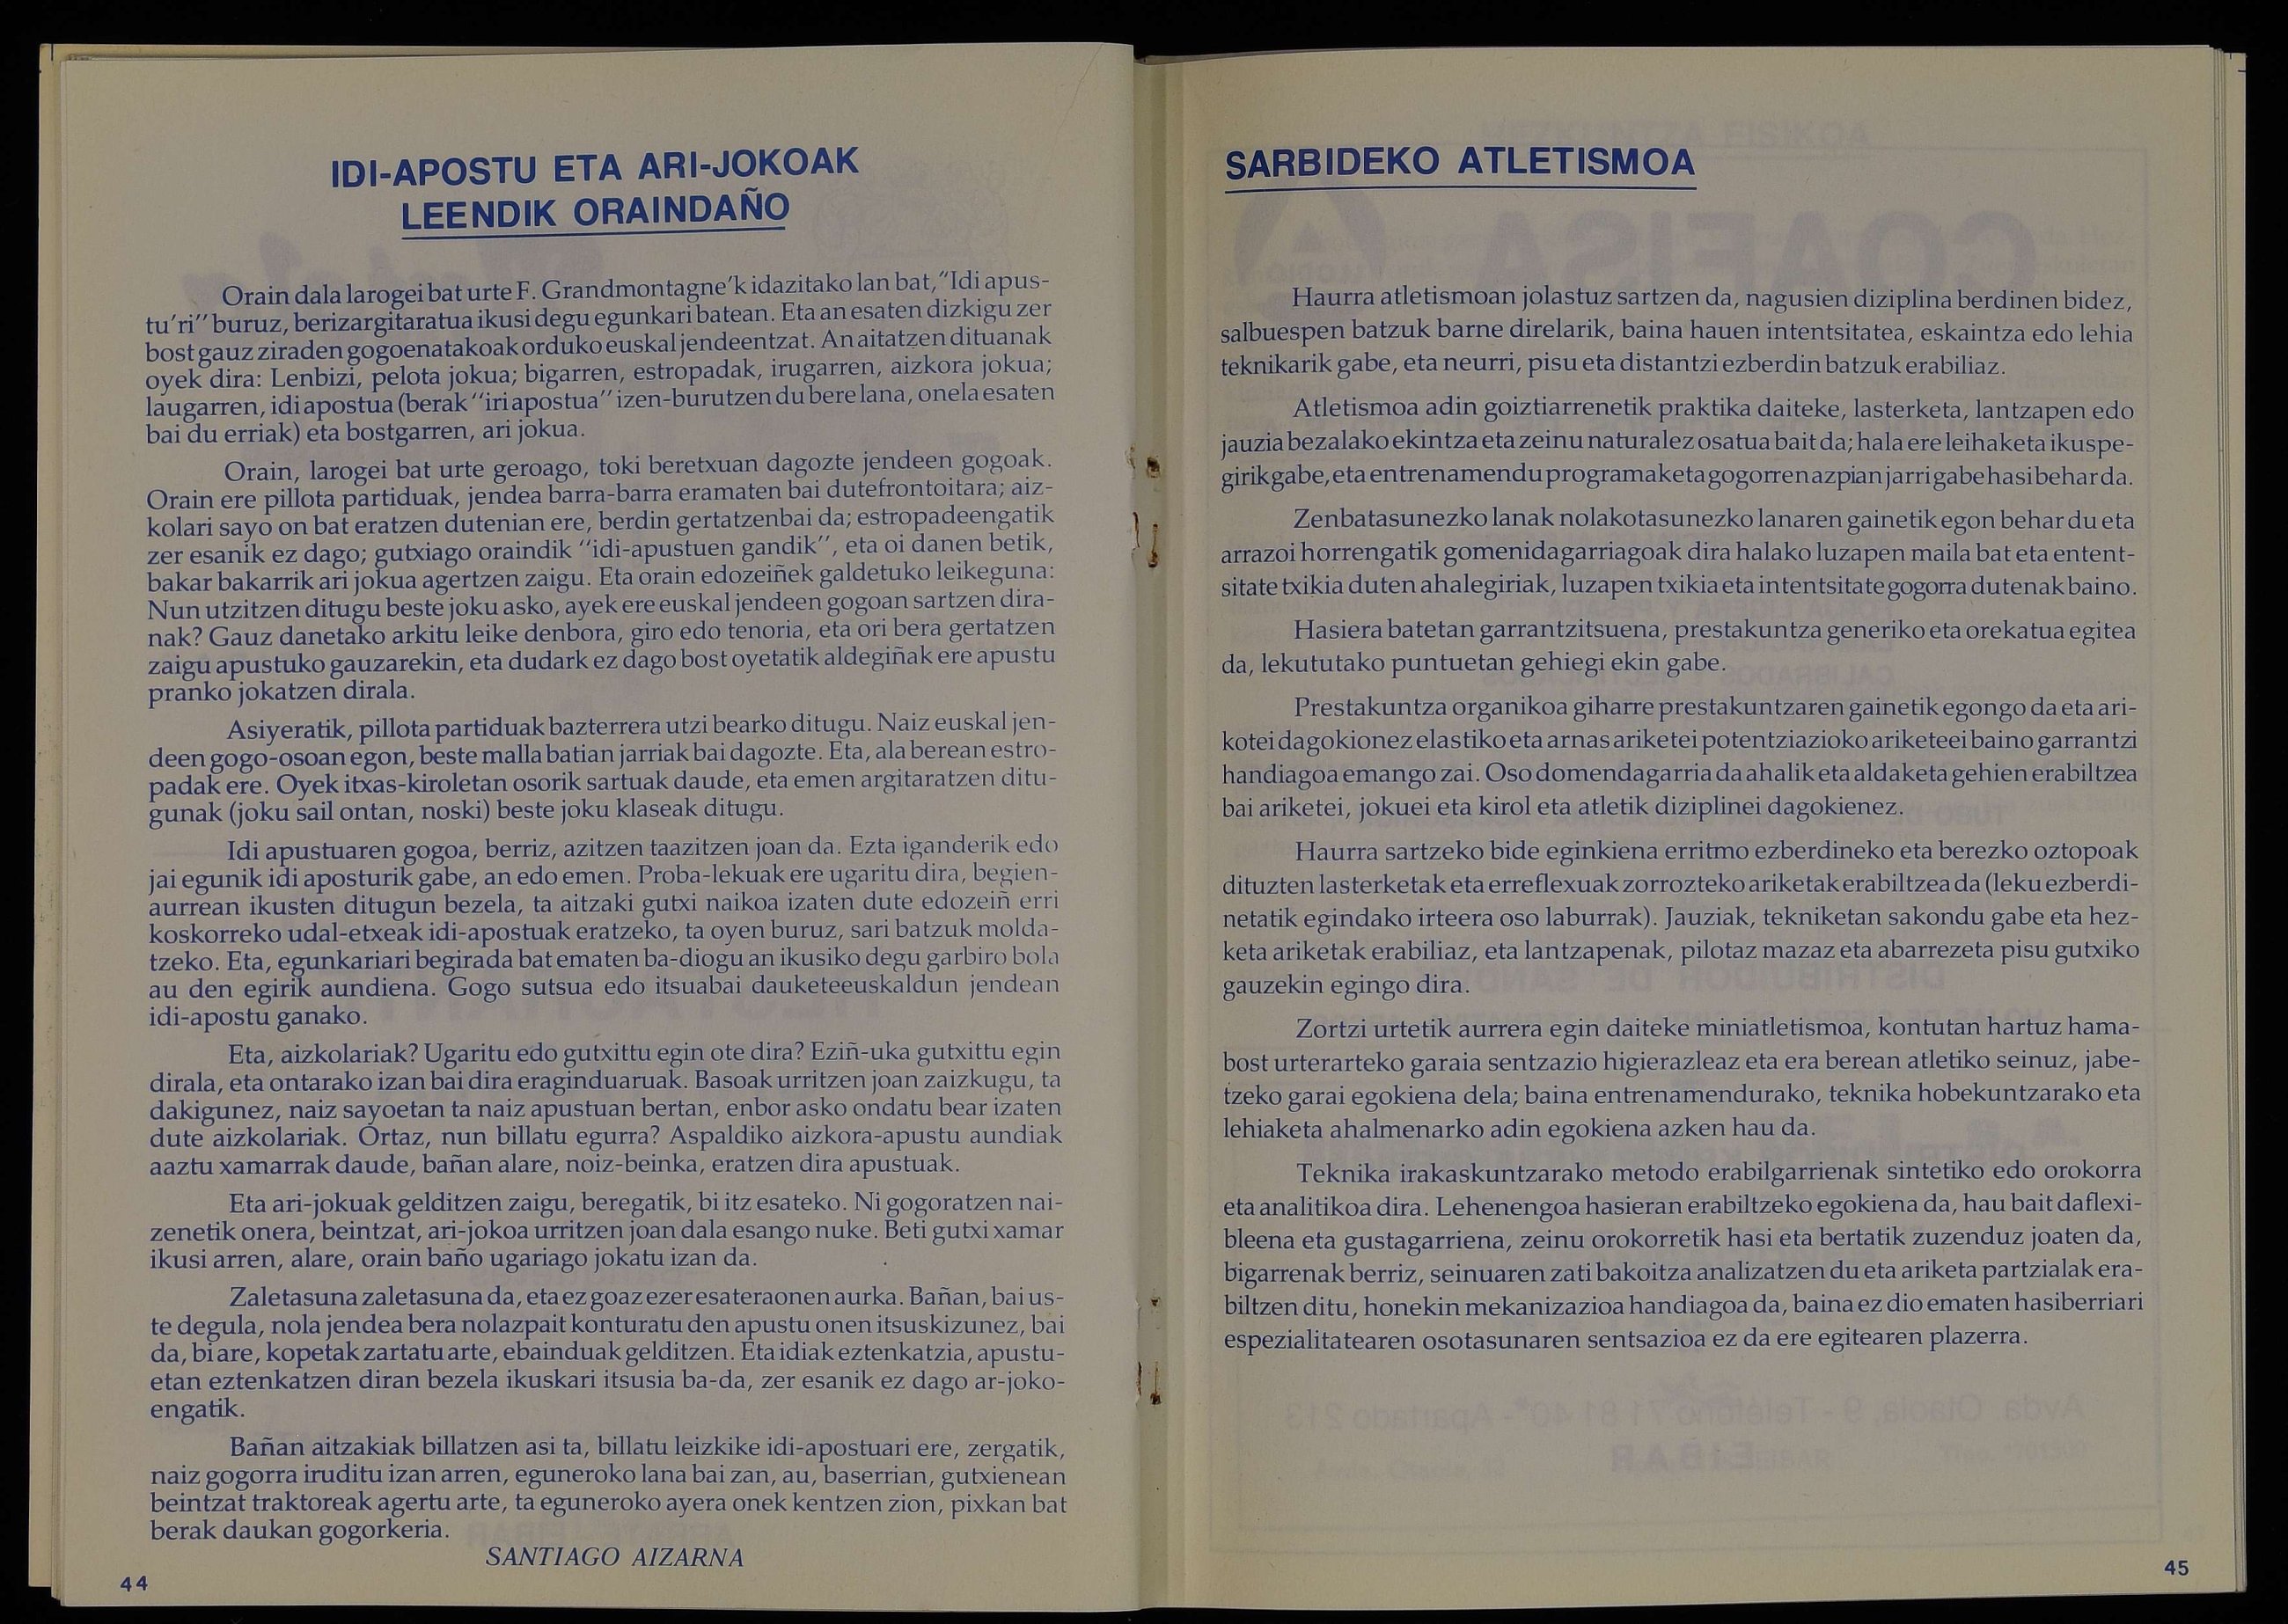 IDI-APOSTU ETA ARI-JOKOAK
LEENDIK ORAINDAÑO
Orain dala larogei bat urte F. Grandmontagne'k idazitako lan bat, "Idi apus-
tu'ri" buruz, berizargitaratua ikusi degu egunkari batean. Eta an esaten dizkigu zer
bost gauz ziraden gogoenatakoak orduko euskal jendeentzat. An aitatzen dituanak
oyek dira: Lenbizi, pelota jokua; bigarren, estropadak, irugarren, aizkora jokua;
laugarren, idi apostua (berak "iri apostua" izen-burutzen du bere lana, onela esaten
bai du erriak) eta bostgarren, ari jokua.
Orain, larogei bat urte geroago, toki beretxuan dagozte jendeen gogoak.
Orain ere pillota partiduak, jendea barra-barra eramaten bai dutefrontoitara; aiz-
kolari sayo on bat eratzen dutenian ere, berdin gertatzenbai da; estropadeengatik
zer esanik ez dago; gutxiago oraindik "idi-apustuen gandik", eta oi danen betik,
bakar bakarrik ari jokua agertzen zaigu. Eta orain edozeiñek galdetuko leikeguna:
Nun utzitzen ditugu beste joku asko, ayek ere euskal jendeen gogoan sartzen dira-
nak? Gauz danetako arkitu leike denbora, giro edo tenoria, eta ori bera gertatzen
zaigu apustuko gauzarekin, eta dudark ez dago bost oyetatik aldegiñak ere apustu
pranko jokatzen dirala.
Asiyeratik, pillota partiduak bazterrera utzi bearko ditugu. Naiz euskal jen-
deen gogo-osoan egon, beste malla batian jarriak bai dagozte. Eta, ala berean estro-
padak ere. Oyek itxas-kiroletan osorik sartuak daude, eta emen argitaratzen ditu-
gunak (joku sail ontan, noski) beste joku klaseak ditugu.
Idi apustuaren gogoa, berriz, azitzen taazitzen joan da. Ezta iganderik edo
jai egunik idi aposturik gabe, an edo emen. Proba-lekuak ere ugaritu dira, begien-
aurrean ikusten ditugun bezela, ta aitzaki gutxi naikoa izaten dute edozeiñ erri
koskorreko udal-etxeak idi-apostuak eratzeko, ta oyen buruz, sari batzuk molda-
tzeko. Eta, egunkariari begirada bat ematen ba-diogu an ikusiko degu garbiro bola
au den egirik aundiena. Gogo sutsua edo itsuabai dauketeeuskaldun jendean
idi-apostu ganako.
Eta, aizkolariak? Ugaritu edo gutxittu egin ote dira? Eziñ-uka gutxittu egin
dirala, eta ontarako izan bai dira eraginduaruak. Basoak urritzen joan zaizkugu, ta
dakigunez, naiz sayoetan ta naiz apustuan bertan, enbor asko ondatu bear izaten
dute aizkolariak. Ortaz, nun billatu egurra? Aspaldiko aizkora-apustu aundiak
aaztu xamarrak daude, bañan alare, noiz-beinka, eratzen dira apustuak.
Eta ari-jokuak gelditzen zaigu, beregatik, bi itz esateko. Ni gogoratzen nai-
zenetik onera, beintzat, ari-jokoa urritzen joan dala esango nuke. Beti gutxi xamar
ikusi arren, alare, orain baño ugariago jokatu izan da.
Zaletasuna zaletasuna da, eta ez goaz ezer esateraonen aurka. Bañan, bai us-
te degula, nola jendea bera nolazpait konturatu den apustu onen itsuskizunez, bai
da, bi are, kopetak zartatu arte, ebainduak gelditzen. Eta idiak eztenkatzia, apustu-
etan eztenkatzen diran bezela ikuskari itsusia ba-da, zer esanik ez dago ar-joko-
engatik.
Bañan aitzakiak billatzen asi ta, billatu leizkike idi-apostuari ere, zergatik,
naiz gogorra iruditu izan arren, eguneroko lana bai zan, au, baserrian, gutxienean
beintzat traktoreak agertu arte, ta eguneroko ayera onek kentzen zion, pixkan bat
berak daukan gogorkeria.
SANTIAGO AIZARNA
44
SARBIDEKO ATLETISMOA
Haurra atletismoan jolastuz sartzen da, nagusien diziplina berdinen bidez,
salbuespen batzuk barne direlarik, baina hauen intentsitatea, eskaintza edo lehia
teknikarik gabe, eta neurri, pisu eta distantzi ezberdin batzuk erabiliaz.
Atletismoa adin goiztiarrenetik praktika daiteke, lasterketa, lantzapen edo
jauzia bezalako ekintza eta zeinu naturalez osatua bait da; hala ere leihaketa ikuspe-
girik gabe, eta entrenamendu programaketa gogorren azpian jarri gabe hasi behar da.
Zenbatasunezko lanak nolakotasunezko lanaren gainetik egon behar du eta
arrazoi horrengatik gomenidagarriagoak dira halako luzapen maila bat eta entent-
sitate txikia duten ahalegiriak, luzapen txikia eta intentsitate gogorra dutenak baino.
Hasiera batetan garrantzitsuena, prestakuntza generiko eta orekatua egitea
da, lekututako puntuetan gehiegi ekin gabe.
Prestakuntza organikoa giharre prestakuntzaren gainetik egongo da eta ari-
kotei dagokionez elastiko eta arnas ariketei potentziazioko ariketeei baino garrantzi
handiagoa emango zai. Oso domendagarria da ahalik eta aldaketa gehien erabiltzea
bai ariketei, jokuei eta kirol eta atletik diziplinei dagokienez.
Haurra sartzeko bide eginkiena erritmo ezberdineko eta berezko oztopoak
dituzten lasterketak eta erreflexuak zorrozteko ariketak erabiltzea da (leku ezberdi-
netatik egindako irteera oso laburrak). Jauziak, tekniketan sakondu gabe eta hez-
keta ariketak erabiliaz, eta lantzapenak, pilotaz mazaz eta abarrezeta pisu gutxiko
gauzekin egingo dira.
Zortzi urtetik aurrera egin daiteke miniatletismoa, kontutan hartuz hama-
bost urterarteko garaia sentzazio higierazleaz eta era berean atletiko seinuz, jabe-
tzeko garai egokiena dela; baina entrenamendurako, teknika hobekuntzarako eta
lehiaketa ahalmenarko adin egokiena azken hau da.
Teknika irakaskuntzarako metodo erabilgarrienak sintetiko edo orokorra
eta analitikoa dira. Lehenengoa hasieran erabiltzeko egokiena da, hau bait daflexi-
bleena eta gustagarriena, zeinu orokorretik hasi eta bertatik zuzenduz joaten da,
bigarrenak berriz, seinuaren zati bakoitza analizatzen du eta ariketa partzialak era-
biltzen ditu, honekin mekanizazioa handiagoa da, baina ez dio ematen hasiberriari
espezialitatearen osotasunaren sentsazioa ez da ere egitearen plazerra.
45